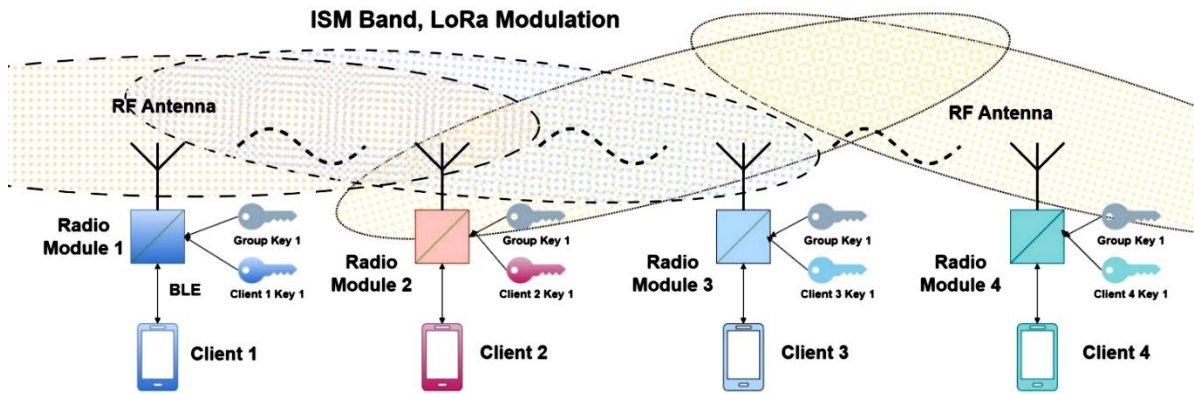 ISM Band, LoRa Modulation
RF Antenna
RF Antenna
Radio
Module 1
Group Key 1
Client 1 Key 1
BLE
Client 1
Radio
Module 2
Group Key 1
Client 2 Key 1
Client 2
Radio
Module 3
Group Key 1
Client 3 Key 1
Client 3
Radio
Module 4
Group Key 1
Client 4 Key 1
Client 4